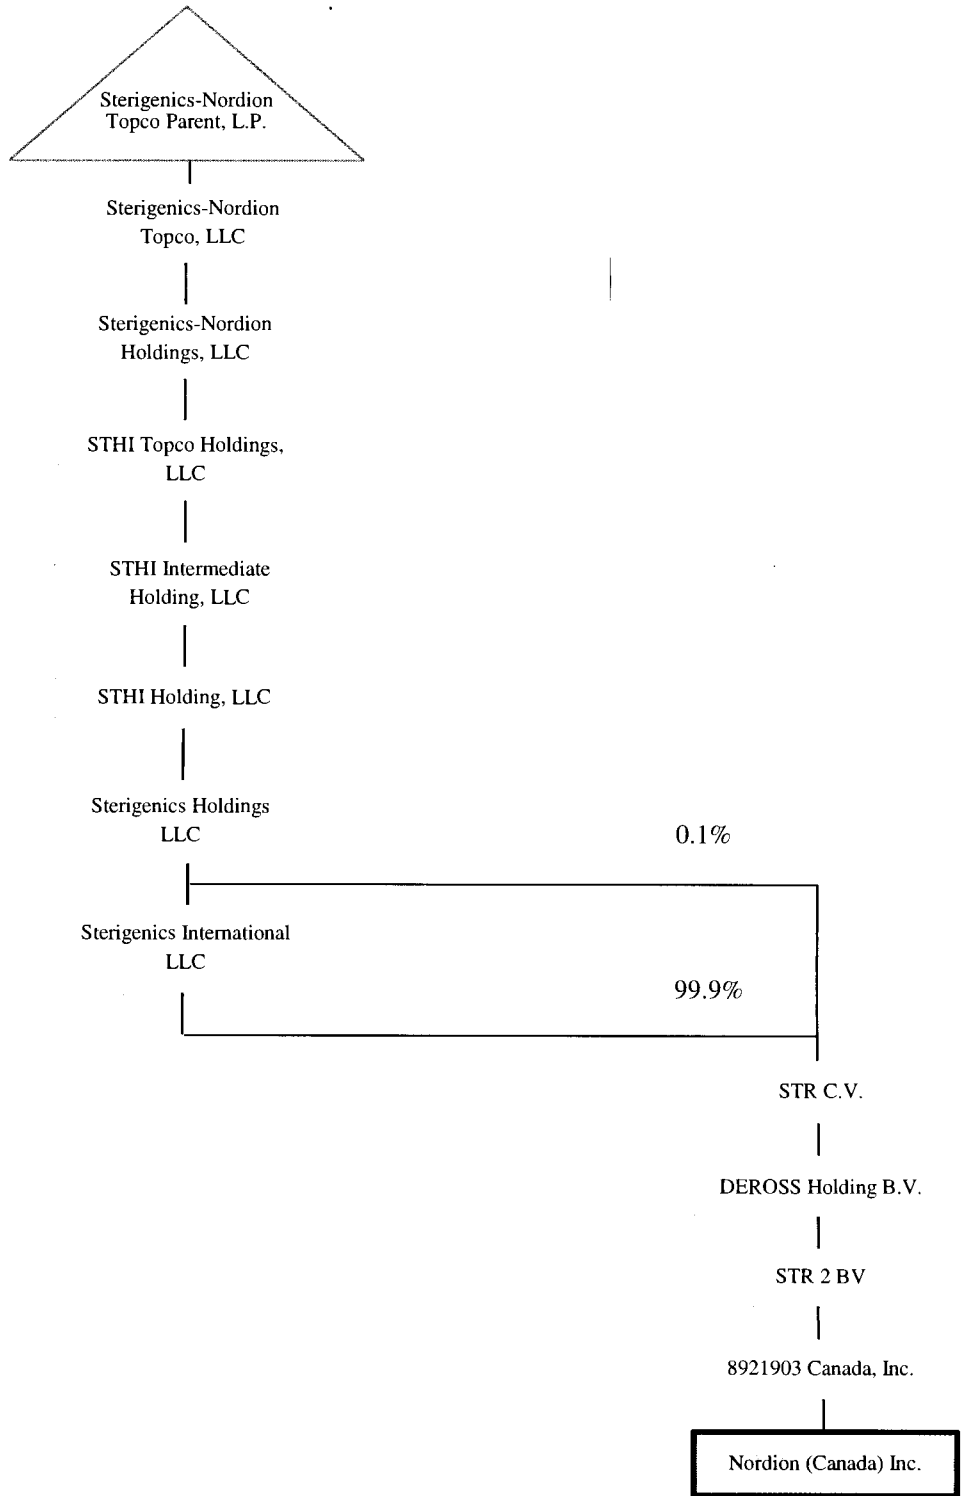 Sterigenics-Nordion
Topco Parent, L.P.
Sterigenics-Nordion
Topco, LLC
Sterigenics-Nordion
Holdings, LLC
STHI Topco Holdings,
LLC
STHI Intermediate
Holding, LLC
STHI Holding, LLC
Sterigenics Holdings
LLC
0.1%
Sterigenics International
LLC
99.9%
STR C.V.
DEROSS Holding B.V.
STR 2 BV
8921903 Canada, Inc.
Nordion (Canada) Inc.